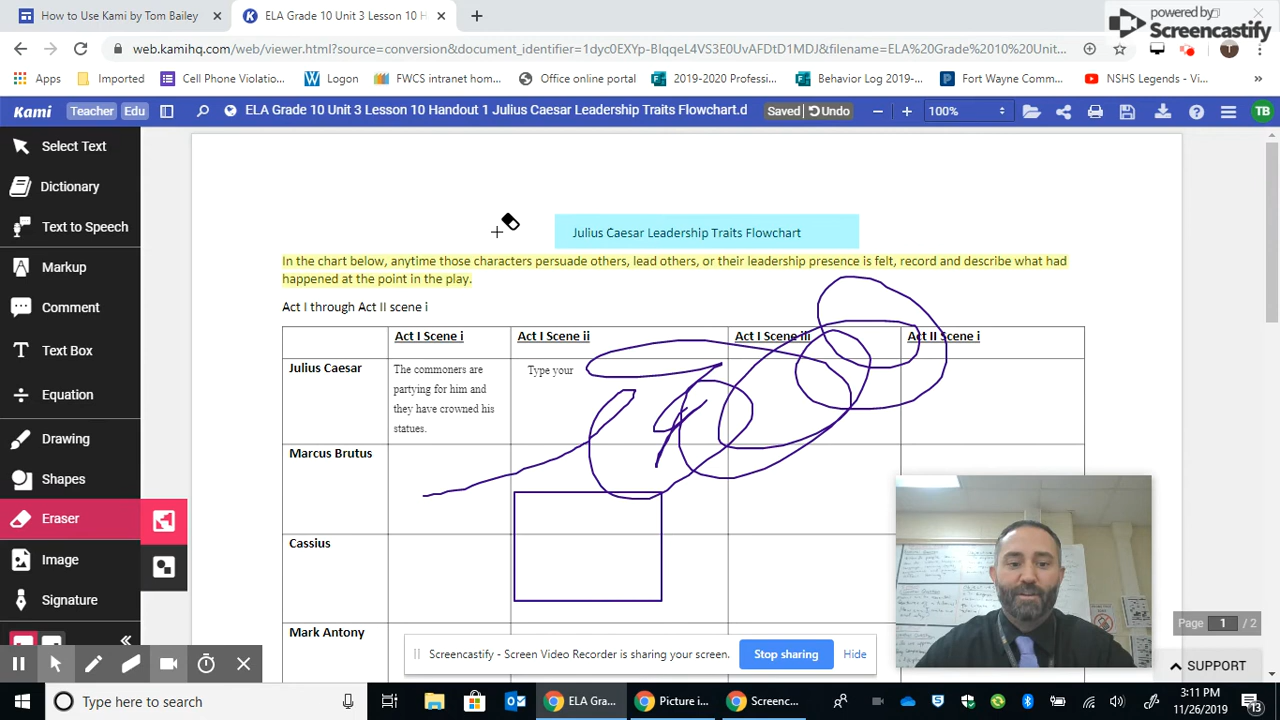 How to Use Kami by Tom Bailey
ELA Grade 10 Unit 3 Lesson 10 H
powered by
Screencastify
web.kamihq.com/web/viewer.html?source=conversion&document_identifier=1dyc0EXYp-BIqqeL4VS3E0UvAFDtD1MDJ&filename=ELA%20Grade%2010%20Unit...
Apps
Imported
Cell Phone Violatio...
Logon
FWCS intranet hom...
Office online portal
2019-2020 Professi...
Behavior Log 2019-...
Fort Wayne Comm...
NSHS Legends - Vi...
»
Kami
Teacher
Edu
ELA Grade 10 Unit 3 Lesson 10 Handout 1 Julius Caesar Leadership Traits Flowchart.d
Saved
Undo
100%
TB
Select Text
Dictionary
Text to Speech
Markup
Comment
Text Box
Equation
Drawing
Shapes
Eraser
Image
Signature
Julius Caesar Leadership Traits Flowchart
In the chart below, anytime those characters persuade others, lead others, or their leadership presence is felt, record and describe what had
happened at the point in the play.
Act I through Act II scene i
Act I Scene i
Act I Scene ii
Act I Scene iii
Act II Scene i
Julius Caesar
The commoners are
partying for him and
they have crowned his
statues.
Type your
Marcus Brutus
Cassius
Mark Antony
Page 1 / 2
SUPPORT
Screencastify - Screen Video Recorder is sharing your screen.
Stop sharing
Hide
Type here to search
ELA Gra...
Picture i...
Screenc...
3:11 PM
11/26/2019
13